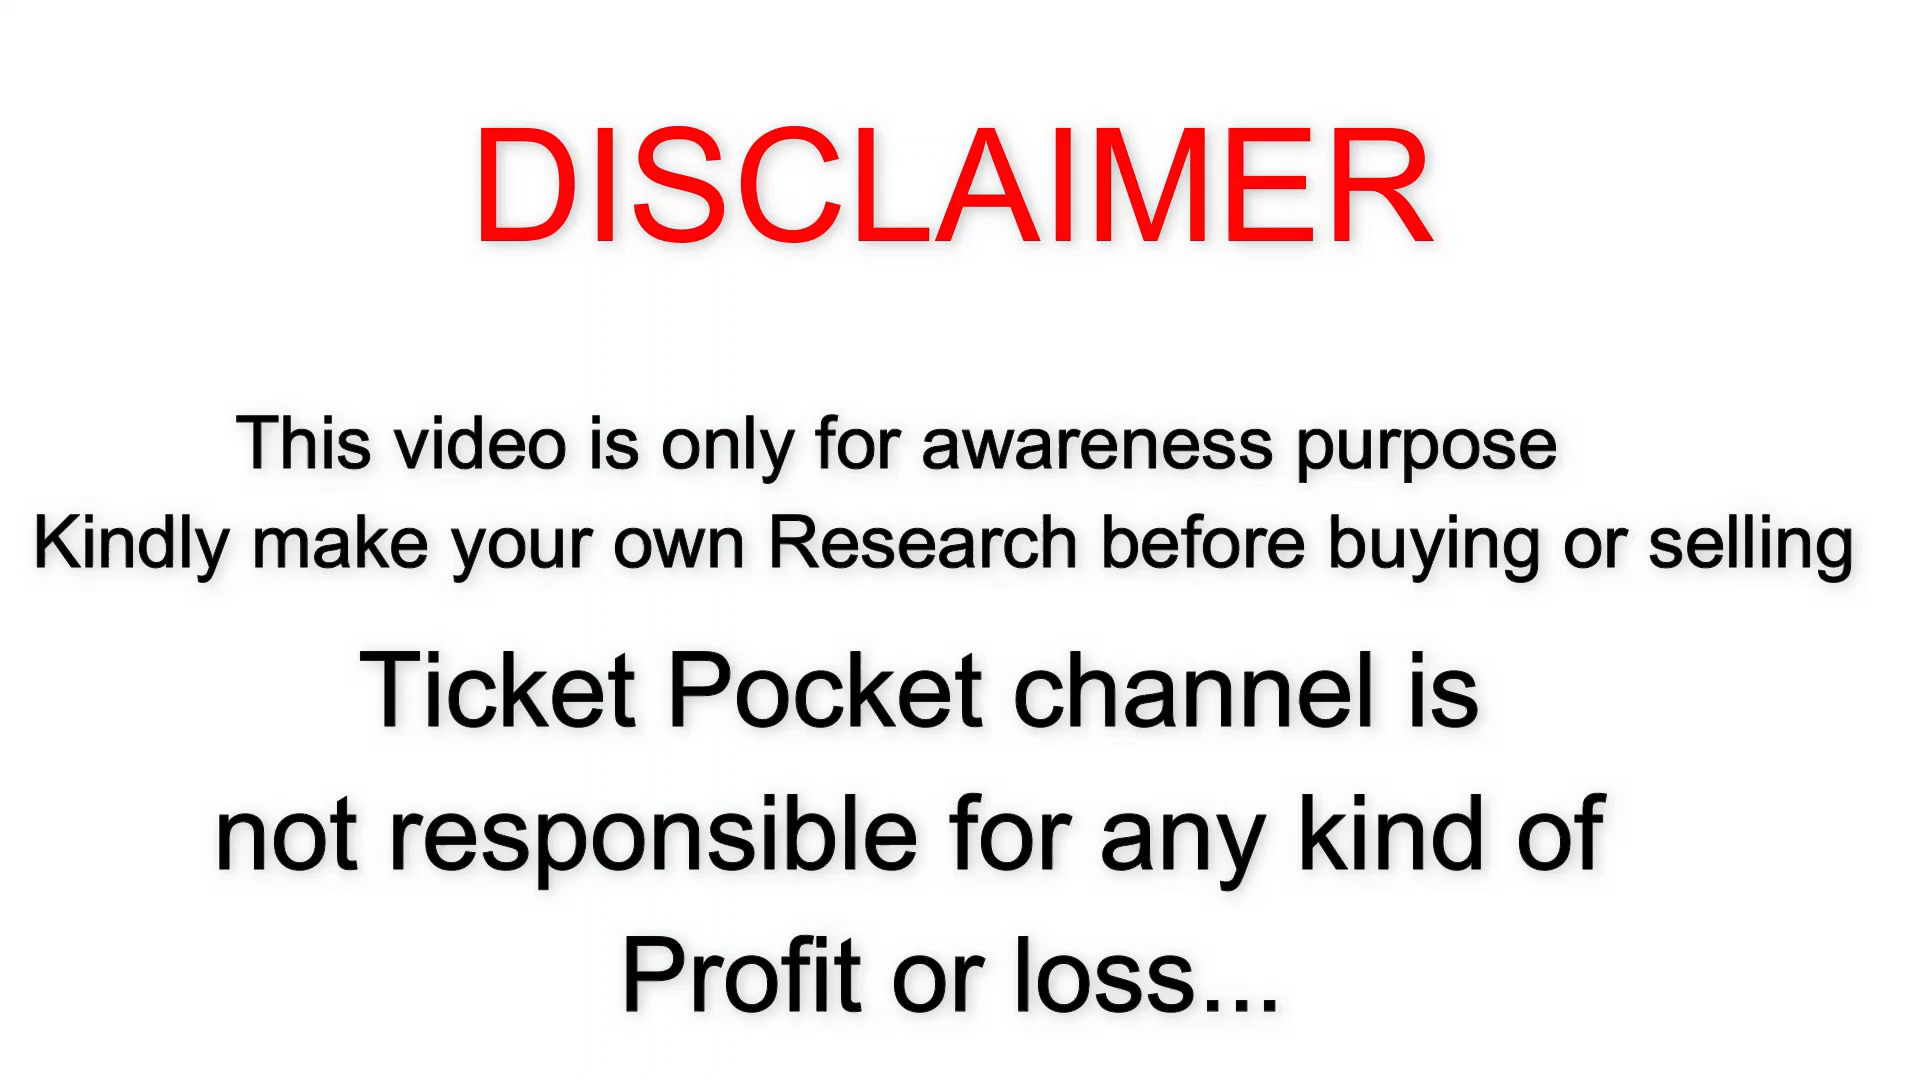 DISCLAIMER
This video is only for awareness purpose
Kindly make your own Research before buying or selling
Ticket Pocket channel is
not responsible for any kind of
Profit or loss...